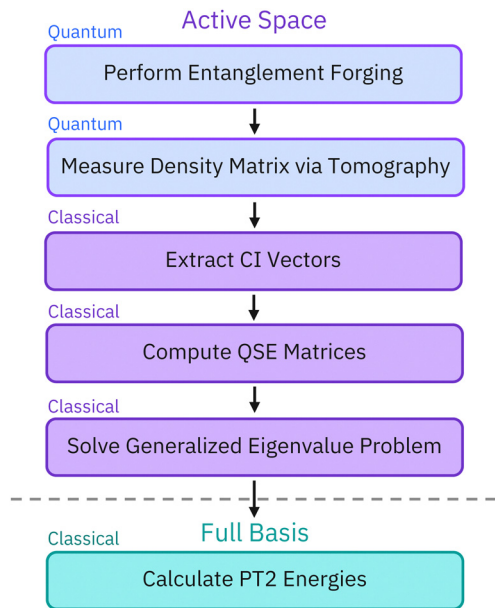 Active Space
Quantum
Perform Entanglement Forging
Quantum
Measure Density Matrix via Tomography
Classical
Extract CI Vectors
Classical
Compute QSE Matrices
Classical
Solve Generalized Eigenvalue Problem
Full Basis
Classical
Calculate PT2 Energies